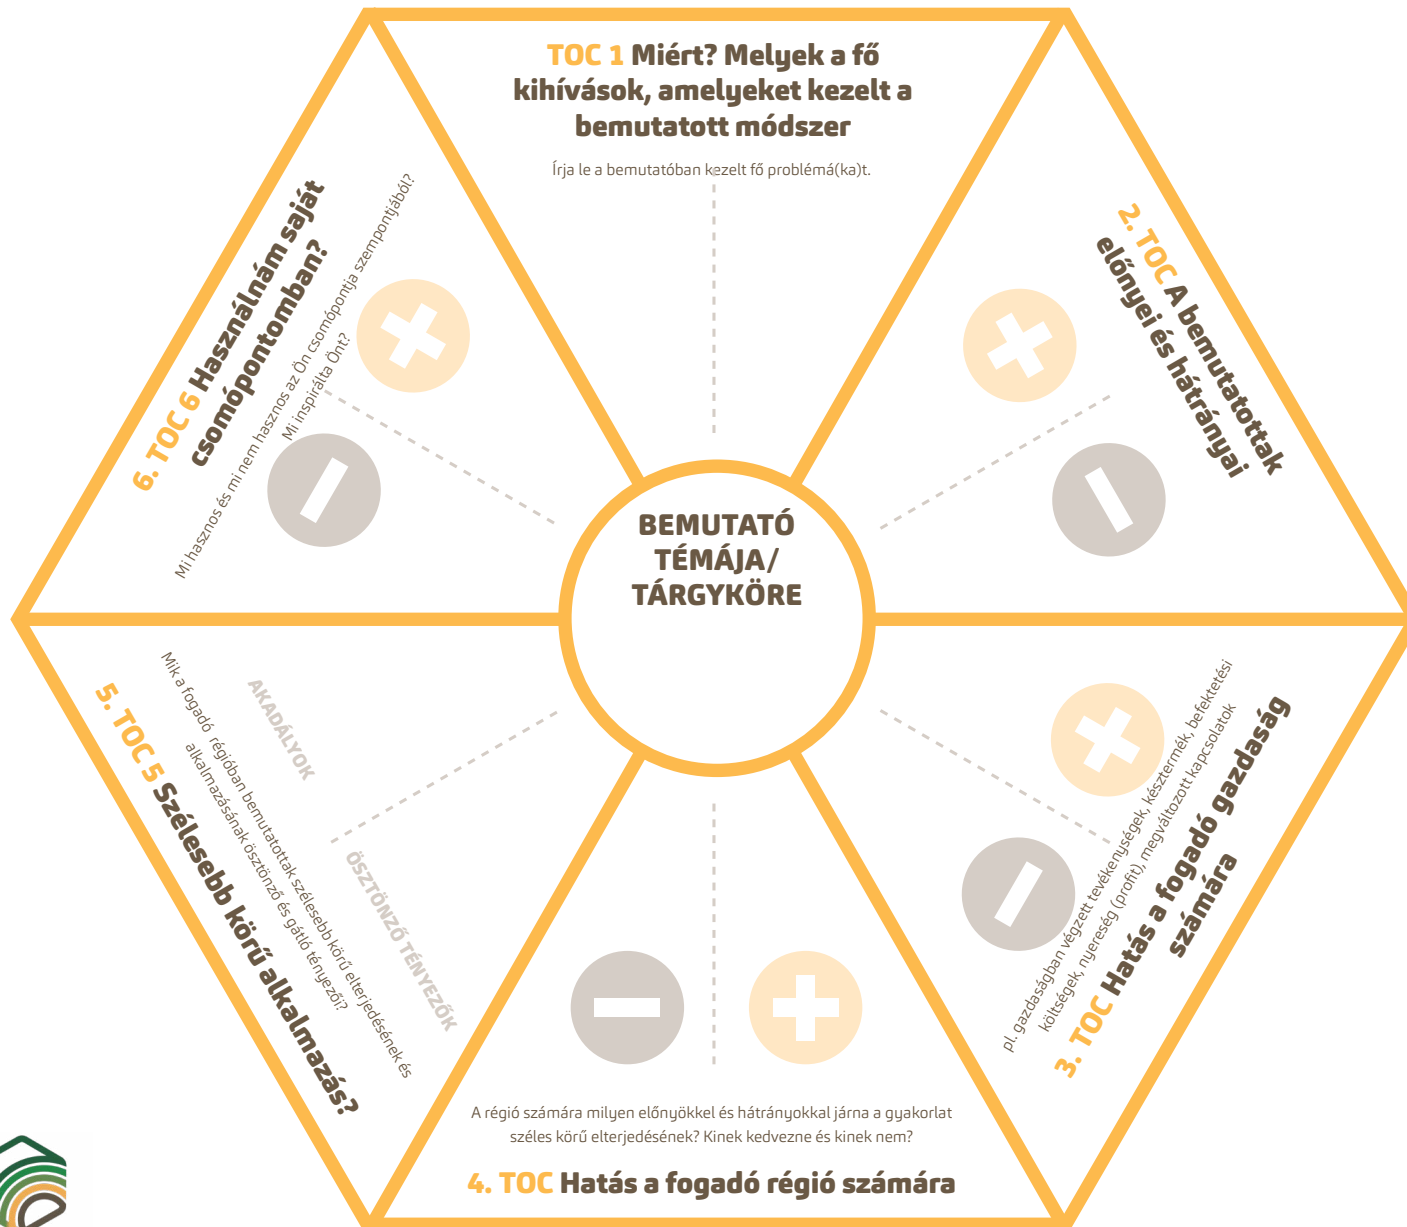 TOC 1 Miért? Melyek a fő
kihívások, amelyeket kezelt a
bemutatott módszer
Írja le a bemutatóban kezelt fő problémá(ka)t.
2. TOC A bemutatottak
előnyei és hátrányai
BEMUTATÓ
TÉMÁJA/
TÁRGYKÖRE
pl. gazdaságban végzett tevékenységek, késztermék, befektetési
költségek, nyereség (profit), megváltozott kapcsolatok
3. TOC Hatás a fogadó gazdaság
számára
A régió számára milyen előnyökkel és hátrányokkal járna a gyakorlat
széles körű elterjedésének? Kinek kedvezne és kinek nem?
4. TOC Hatás a fogadó régió számára
5. TOC 5 Szélesebb körű alkalmazás?
Mik a fogadó régióban bemutatottak szélesebb körű elterjedésének és
alkalmazásának ösztönző és gátló tényezői?
AKADÁLYOK
ÖSZTÖNZŐ TÉNYEZŐK
6. TOC 6 Használnám saját
csomópontomban?
Mi hasznos és mi nem hasznos az Ön csomópontja szempontjából?
Mi inspirálta Önt?